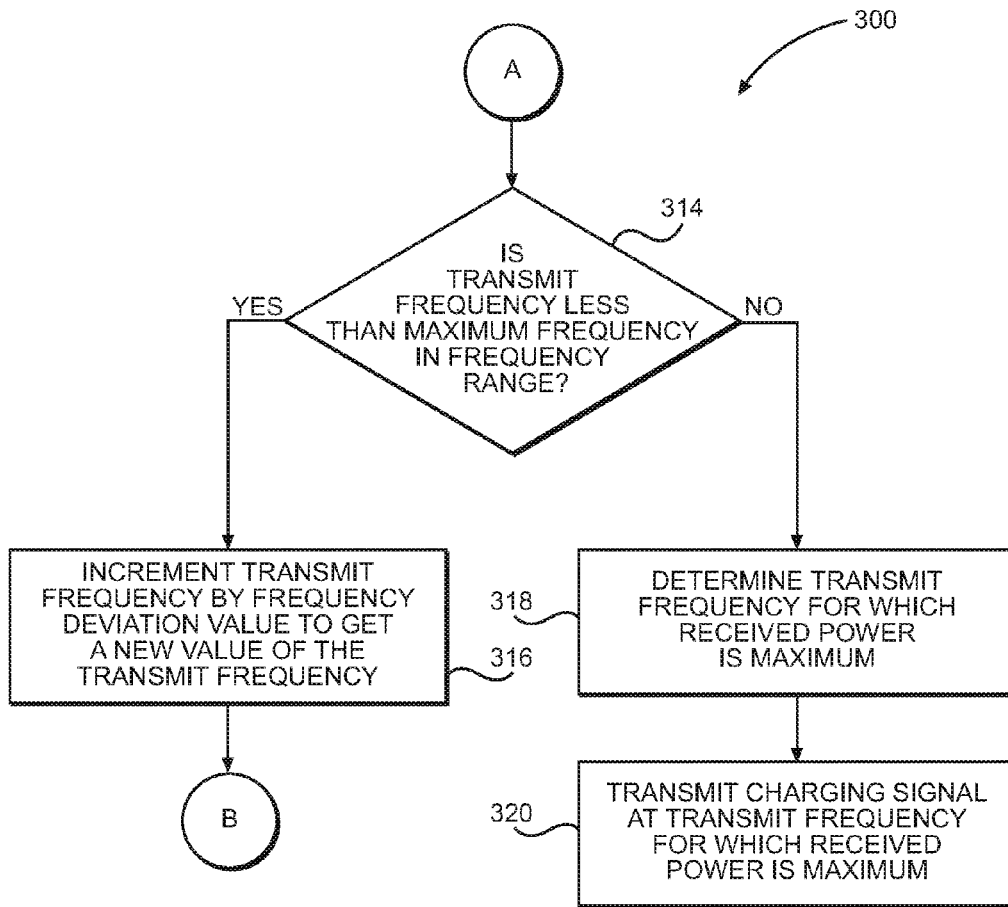 300
A
314
IS
TRANSMIT
FREQUENCY LESS
THAN MAXIMUM FREQUENCY
IN FREQUENCY
RANGE?
YES
NO
INCREMENT TRANSMIT
FREQUENCY BY FREQUENCY
DEVIATION VALUE TO GET
A NEW VALUE OF THE
TRANSMIT FREQUENCY
316
B
318
DETERMINE TRANSMIT
FREQUENCY FOR WHICH
RECEIVED POWER
IS MAXIMUM
320
TRANSMIT CHARGING SIGNAL
AT TRANSMIT FREQUENCY
FOR WHICH RECEIVED
POWER IS MAXIMUM